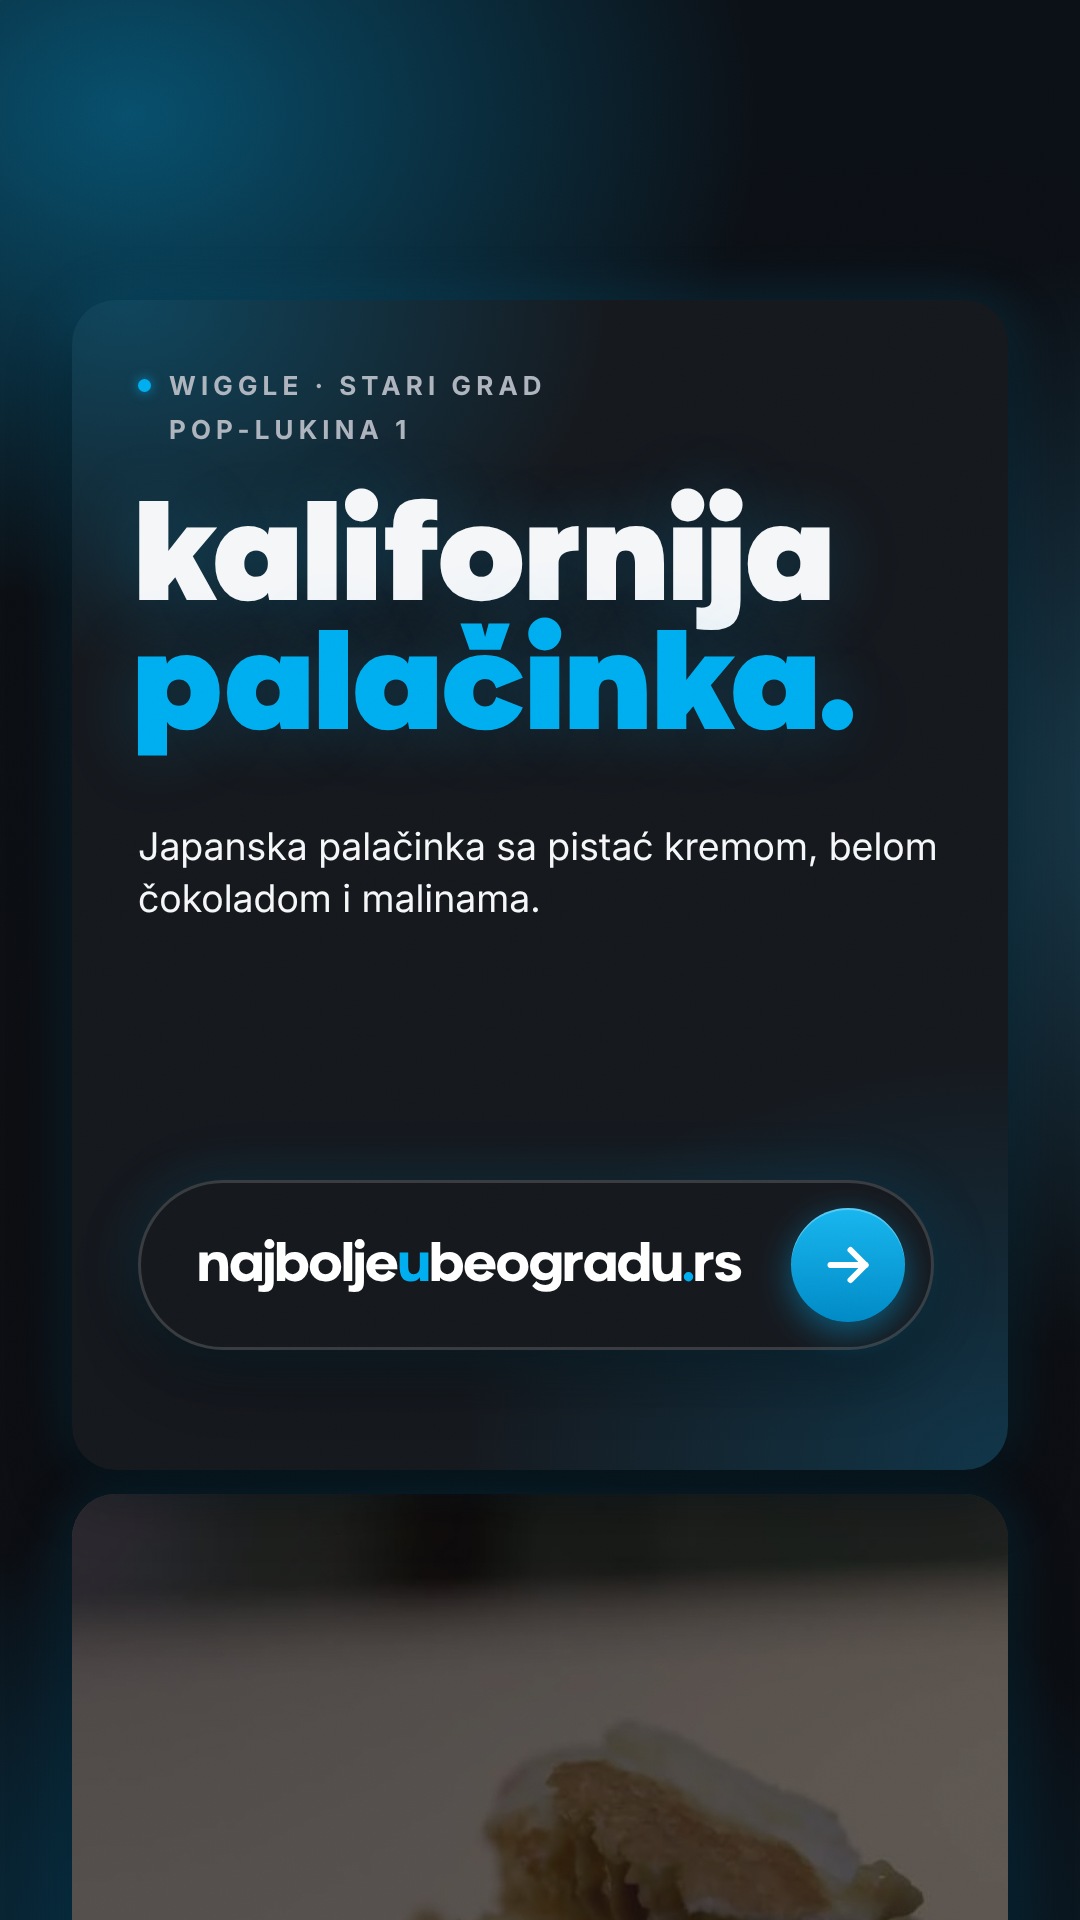 WIGGLE · STARI GRAD
POP-LUKINA 1
kalifornija
palačinka.
Japanska palačinka sa pistać kremom, belom
čokoladom i malinama.
najboljeubeogradu.rs